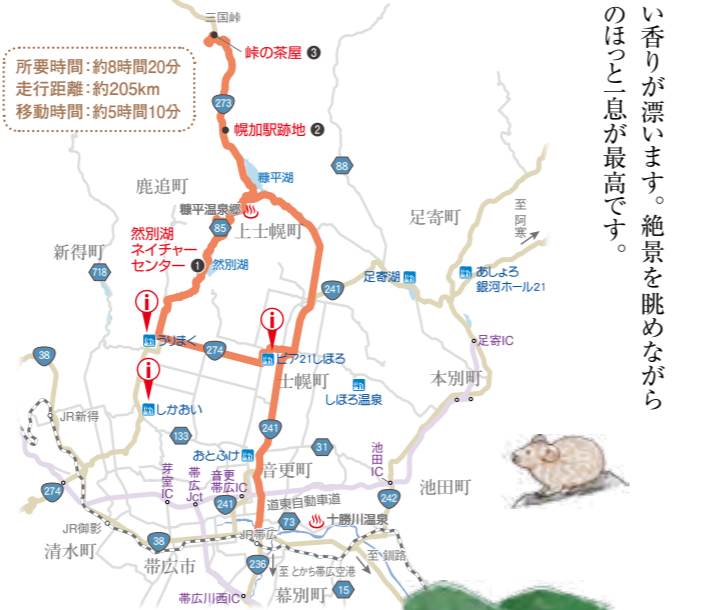 い香りが漂います。絶景を眺めながら
のほっと一息が最高です。
三国峠
峠の茶屋 ❸
所要時間：約8時間20分
走行距離：約205km
移動時間：約5時間10分
273
幌加駅跡地 ❷
糠平湖
88
鹿追町
糠平温泉郷
足寄町
至 阿寒
85
上士幌町
然別湖
ネイチャー
センター ❶
然別湖
新得町
718
足寄湖
あしょろ
銀河ホール21
241
i
i
うりまく
274
ピア21しほろ
足寄IC
38
i
士幌町
本別町
しほろ温泉
しかおい
JR新得
133
241
31
おとふけ
音更町
池田IC
芽室IC
帯広Jct
音更帯広IC
池田町
274
241
道東自動車道
242
73
十勝川温泉
JR御影
清水町
38
JR帯広
至 釧路
帯広市
236
至 とかち帯広空港
15
帯広川西IC
幕別町